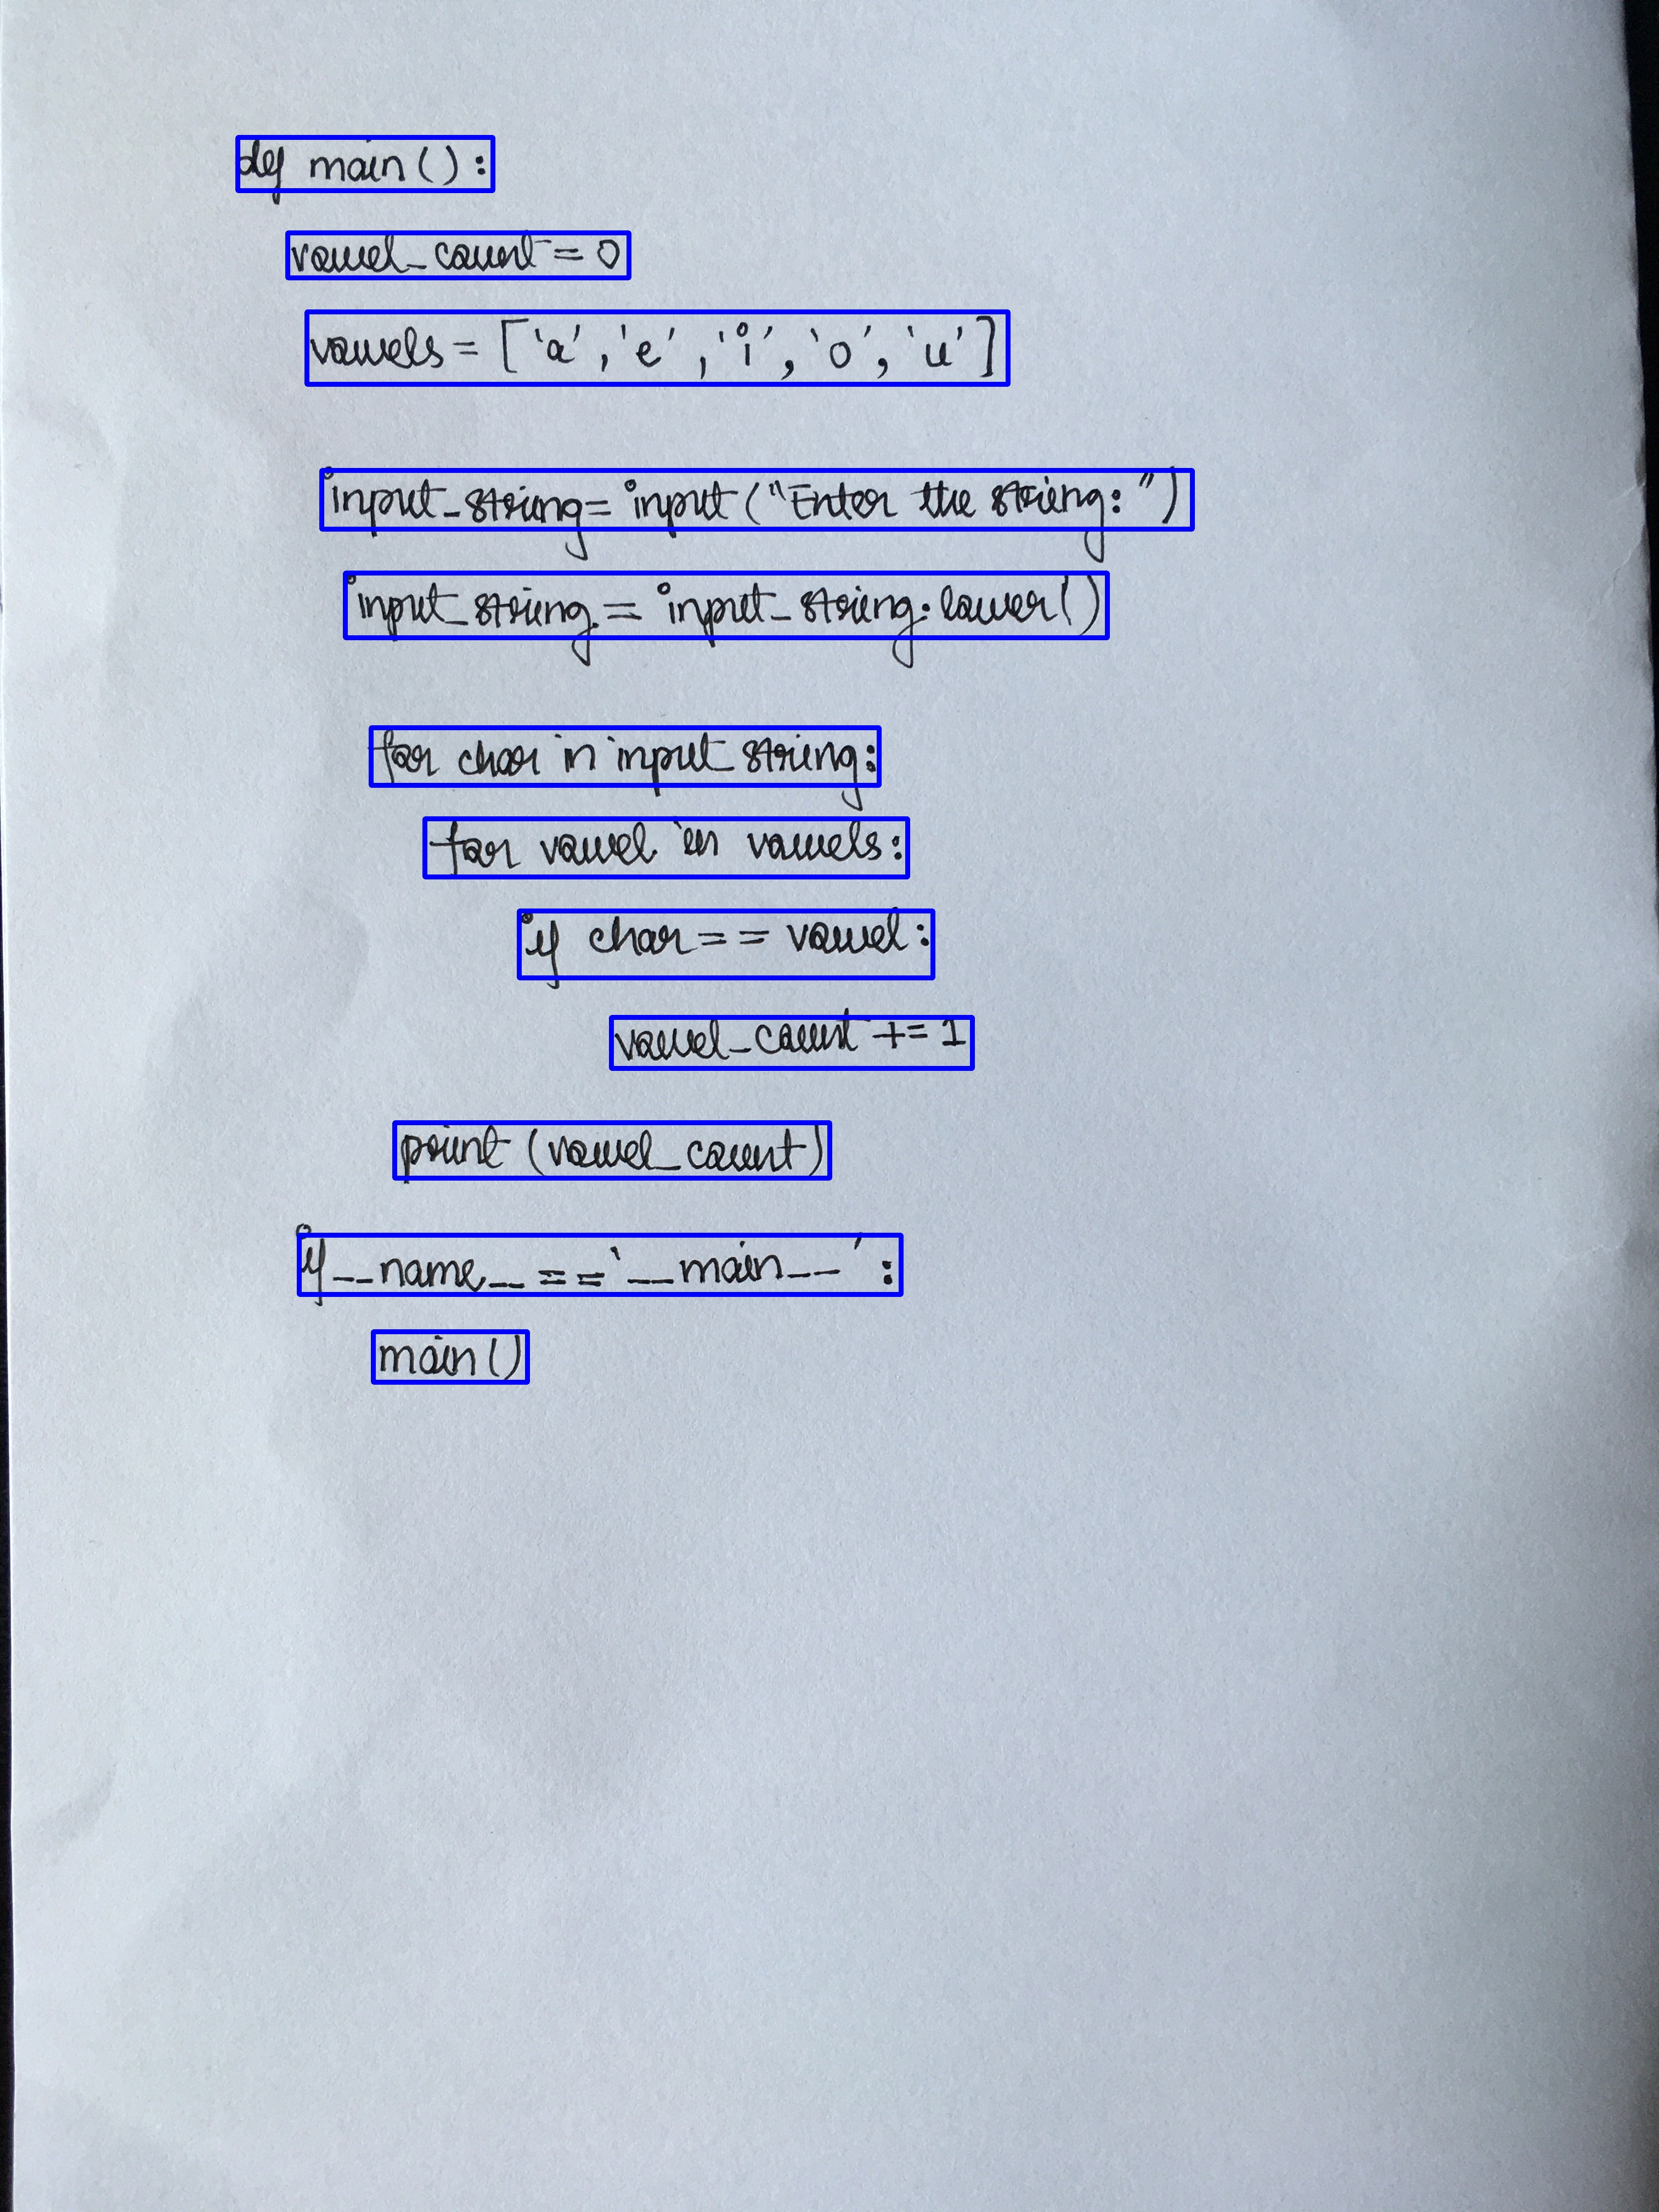 def main():
vowel_count = 0
vowels = ['a', 'e', 'i', 'o', 'u']
input_string = input("Enter the string:")
input_string = input_string.lower()
for char in input_string:
for vowel in vowels:
if char == vowel:
vowel_count += 1
print(vowel_count)
if __name__ == '__main__':
main()